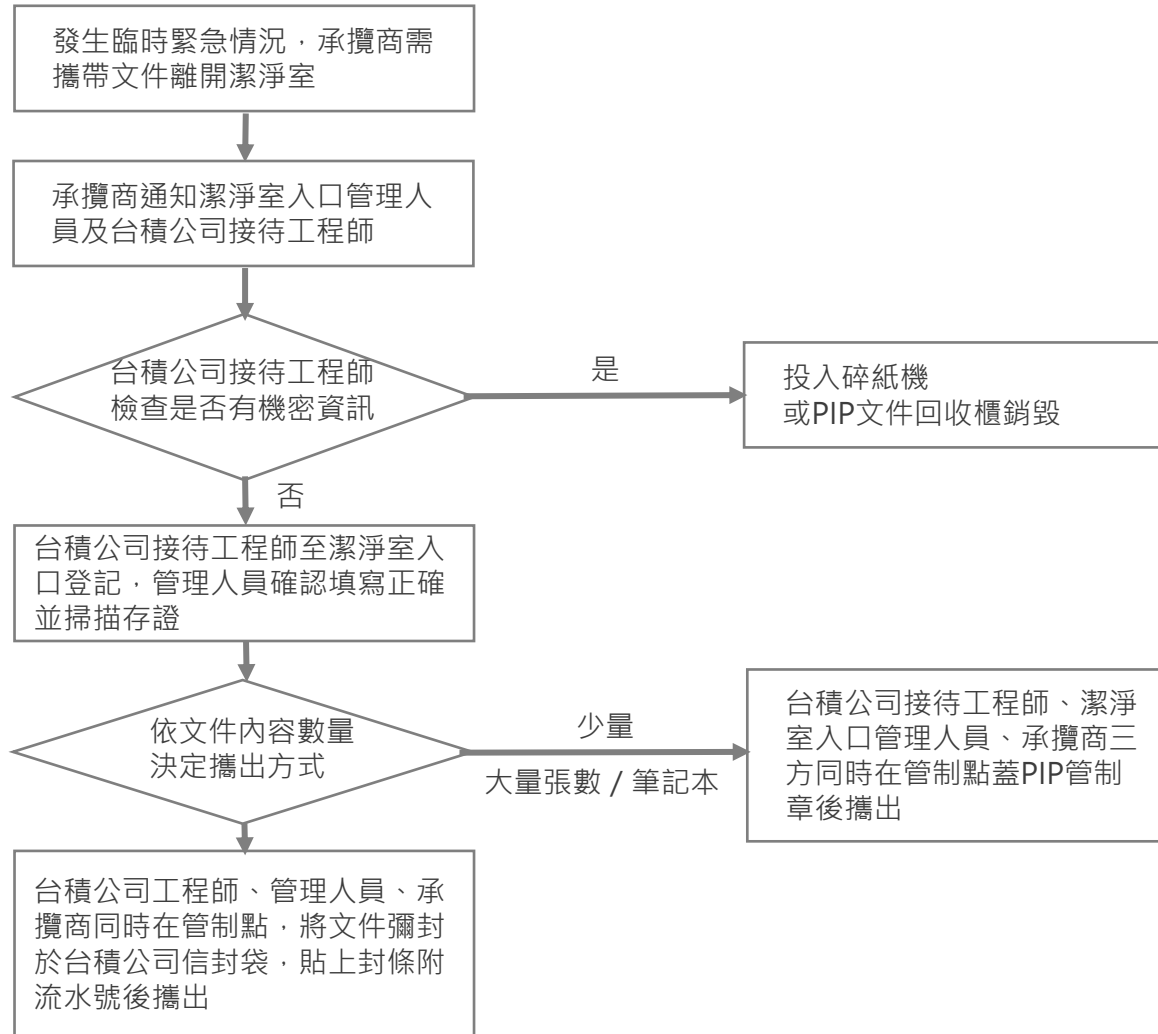 發生臨時緊急情況，承攬商需
攜帶文件離開潔淨室
承攬商通知潔淨室入口管理人
員及台積公司接待工程師
台積公司接待工程師
檢查是否有機密資訊
是
投入碎紙機
或PIP文件回收櫃銷毀
否
台積公司接待工程師至潔淨室入
口登記，管理人員確認填寫正確
並掃描存證
依文件內容數量
決定攜出方式
少量
大量張數 / 筆記本
台積公司接待工程師、潔淨
室入口管理人員、承攬商三
方同時在管制點蓋PIP管制
章後攜出
台積公司工程師、管理人員、承
攬商同時在管制點，將文件彌封
於台積公司信封袋，貼上封條附
流水號後攜出